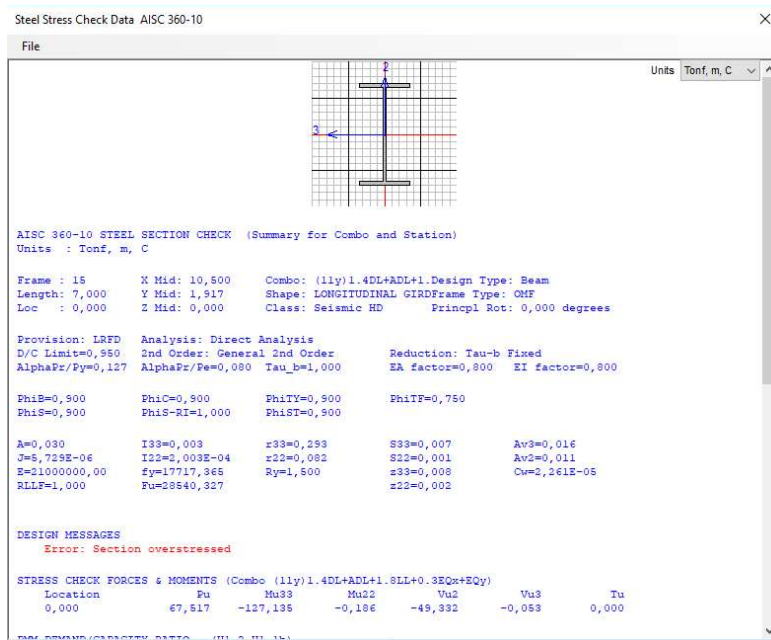 Steel Stress Check Data AISC 360-10
File
Units Tonf, m, C
2
3
AISC 360-10 STEEL SECTION CHECK (Summary for Combo and Station)
Units : Tonf, m, C
Frame : 15 X Mid: 10,500 Combo: (11y)1.4DL+ADL+1.Design Type: Beam
Length: 7,000 Y Mid: 1,917 Shape: LONGITUDINAL GIRDFrame Type: OMF
Loc : 0,000 Z Mid: 0,000 Class: Seismic HD Princpl Rot: 0,000 degrees
Provision: LRFD Analysis: Direct Analysis
D/C Limit=0,950 2nd Order: General 2nd Order Reduction: Tau-b Fixed
AlphaPr/Py=0,127 AlphaPr/Pe=0,080 Tau_b=1,000 EA factor=0,800 EI factor=0,800
PhiB=0,900 PhiC=0,900 PhiTY=0,900 PhiTF=0,750
PhiS=0,900 PhiS-RI=1,000 PhiST=0,900
A=0,030 I33=0,003 r33=0,293 S33=0,007 Av3=0,016
J=5,729E-06 I22=2,003E-04 r22=0,082 S22=0,001 Av2=0,011
E=21000000,00 fy=17717,365 Ry=1,500 z33=0,008 Cw=2,261E-05
RLLF=1,000 Fu=28540,327 z22=0,002
DESIGN MESSAGES
Error: Section overstressed
STRESS CHECK FORCES & MOMENTS (Combo (11y)1.4DL+ADL+1.8LL+0.3EQx+EQy)
Location Pu Mu33 Mu22 Vu2 Vu3 Tu
0,000 67,517 -127,135 -0,186 -49,332 -0,053 0,000